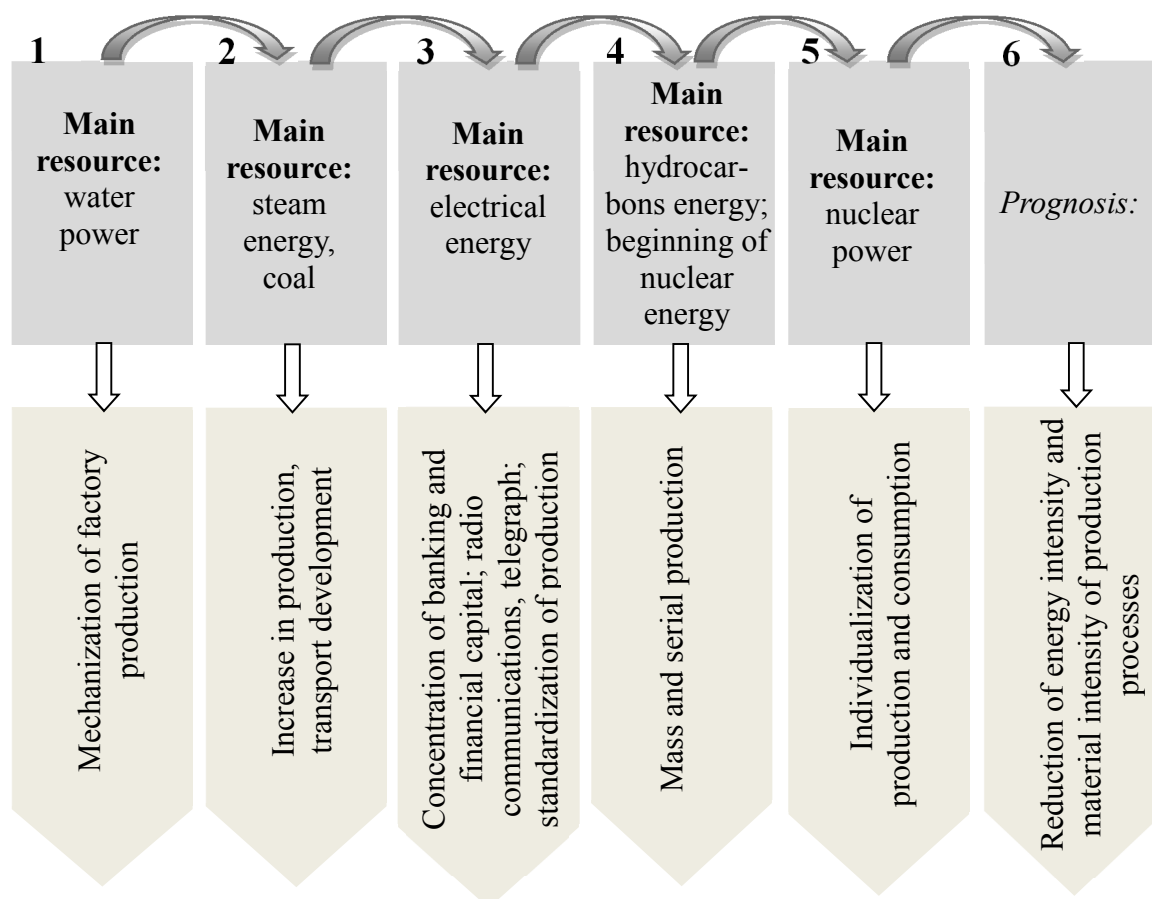 1
Main
resource:
water
power
2
Main
resource:
steam
energy,
coal
3
Main
resource:
electrical
energy
4
Main
resource:
hydrocar-
bons energy;
beginning of
nuclear
energy
5
Main
resource:
nuclear
power
6
Prognosis:
Mechanization of factory
production
Increase in production,
transport development
Concentration of banking and
financial capital; radio
communications, telegraph;
standardization of production
Mass and serial production
Individualization of
production and consumption
Reduction of energy intensity and
material intensity of production
processes